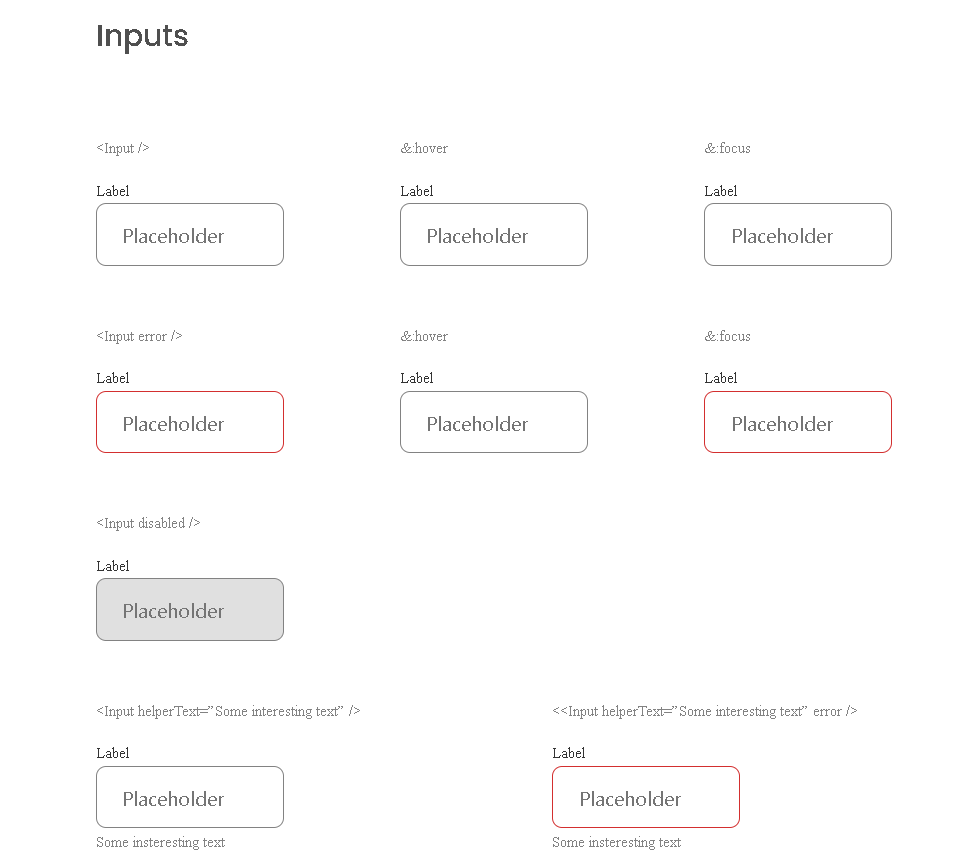 Inputs
<Input />
&:hover
&:focus
Label
Label
Label
Placeholder
Placeholder
Placeholder
<Input error />
&:hover
&:focus
Label
Label
Label
Placeholder
Placeholder
Placeholder
<Input disabled />
Label
Placeholder
<Input helperText=”Some interesting text” />
<<Input helperText=”Some interesting text” error />
Label
Label
Placeholder
Placeholder
Some insteresting text
Some insteresting text